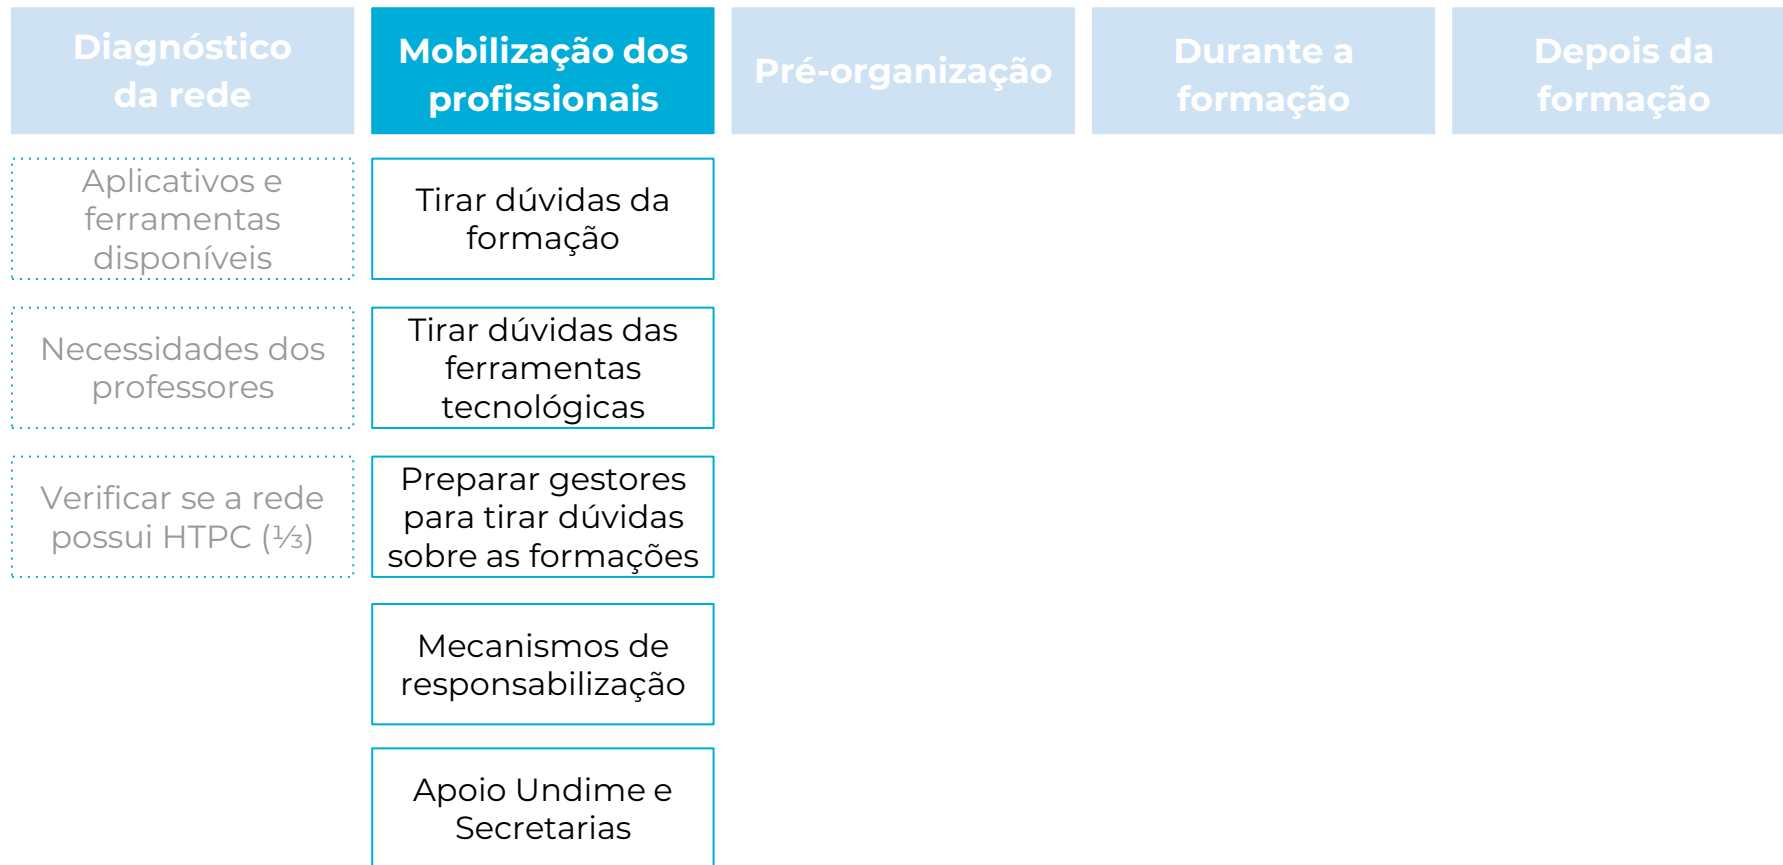 Diagnóstico
da rede
Mobilização dos
profissionais
Pré-organização
Durante a
formação
Depois da
formação
Aplicativos e
ferramentas
disponíveis
Necessidades dos
professores
Verificar se a rede
possui HTPC (⅓)
Tirar dúvidas da
formação
Tirar dúvidas das
ferramentas
tecnológicas
Preparar gestores
para tirar dúvidas
sobre as formações
Mecanismos de
responsabilização
Apoio Undime e
Secretarias